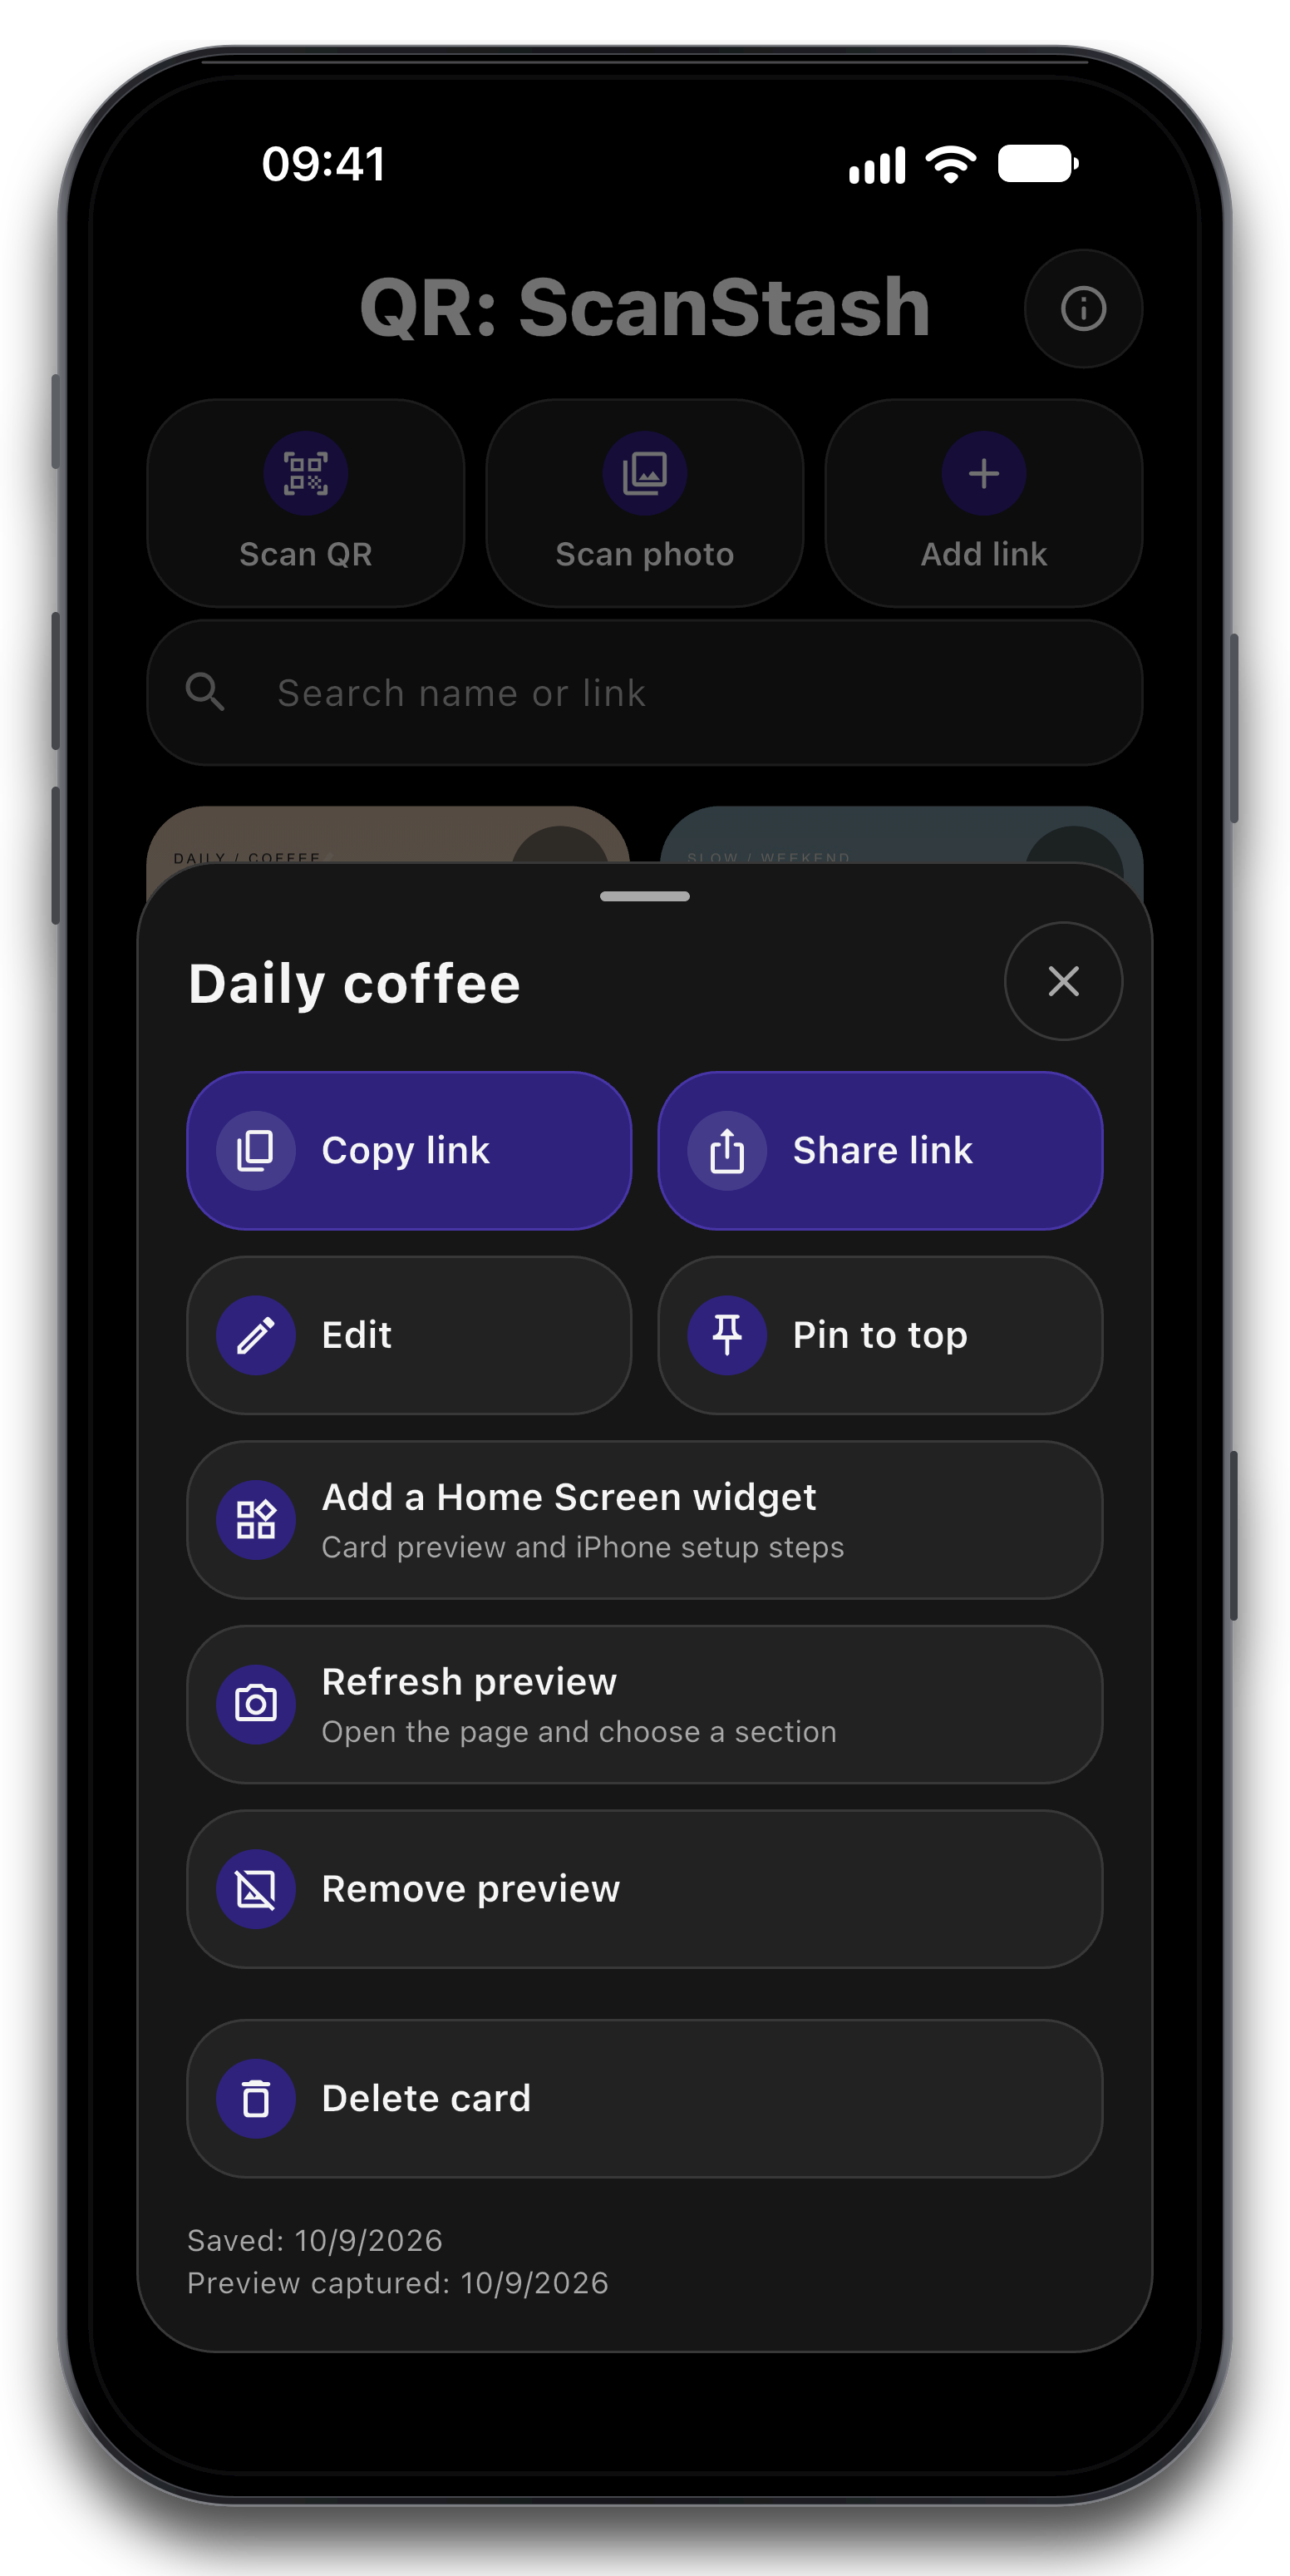 09:41
QR: ScanStash
Scan QR
Scan photo
Add link
Search name or link
DAILY / COFFEE
SLOW / WEEKEND
Daily coffee
Copy link
Share link
Edit
Pin to top
Add a Home Screen widget
Card preview and iPhone setup steps
Refresh preview
Open the page and choose a section
Remove preview
Delete card
Saved: 10/9/2026
Preview captured: 10/9/2026